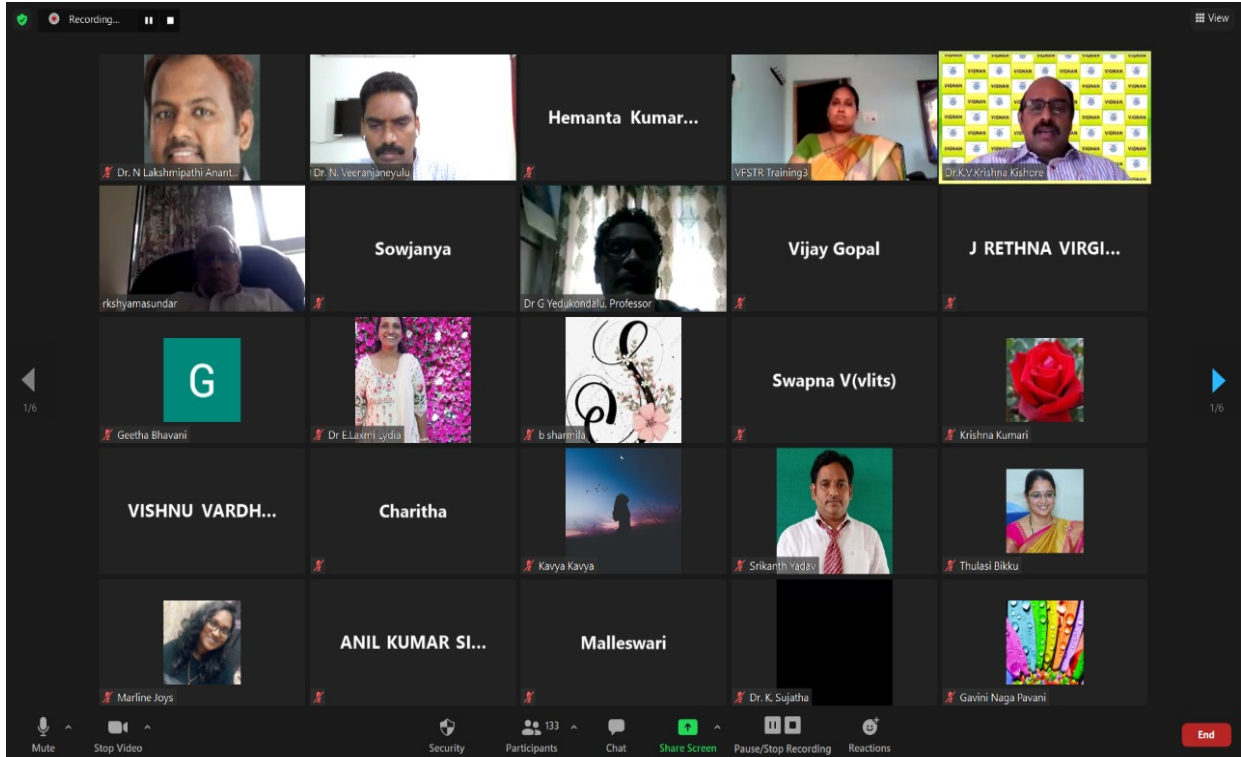 Recording...
View
Dr. N Lakshmipathi Anant...
Dr. N. Veeranjaneyulu
Hemanta Kumar...
VFSTR Training3
VIGNAN VIGNAN VIGNAN
Dr.K.V.Krishna Kishore
rkshyamasundar
Sowjanya
Dr G Yedukondalu, Professor
Vijay Gopal
J RETHNA VIRGI...
G
Geetha Bhavani
Dr E.Laxmi Lydia
b sharmila
Swapna V(vlits)
Krishna Kumari
1/6
1/6
VISHNU VARDH...
Charitha
Kavya Kavya
Srikanth Yadav
Thulasi Bikku
Marline Joys
ANIL KUMAR SI...
Malleswari
Dr. K. Sujatha
Gavini Naga Pavani
Mute
Stop Video
Security
133
Participants
Chat
Share Screen
Pause/Stop Recording
Reactions
End